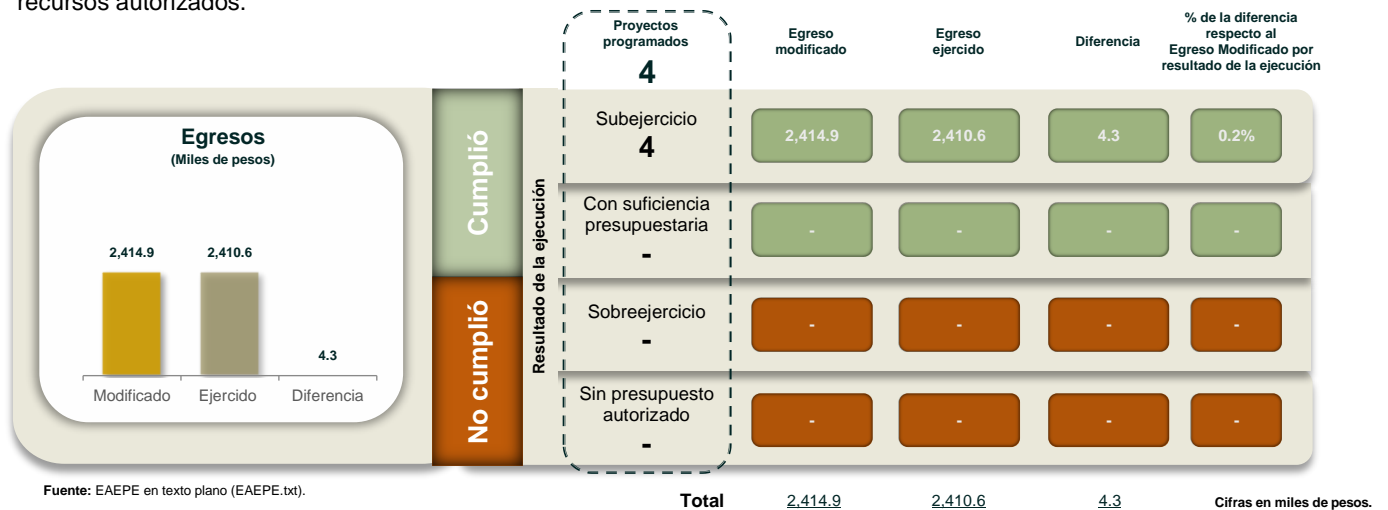 recursos autorizados.
Proyectos
programados
4
Egreso
modificado
Egreso
ejercido
Diferencia
% de la diferencia
respecto al
Egreso Modificado por
resultado de la ejecución
Egresos
(Miles de pesos)
2,414.9
2,410.6
4.3
Modificado
Ejercido
Diferencia
Cumplió
No cumplió
Resultado de la ejecución
Subejercicio
4
2,414.9
2,410.6
4.3
0.2%
Con suficiencia
presupuestaria
-
-
-
-
-
Sobreejercicio
-
-
-
-
-
Sin presupuesto
autorizado
-
-
-
-
-
Fuente: EAEPE en texto plano (EAEPE.txt).
Total
2,414.9
2,410.6
4.3
Cifras en miles de pesos.